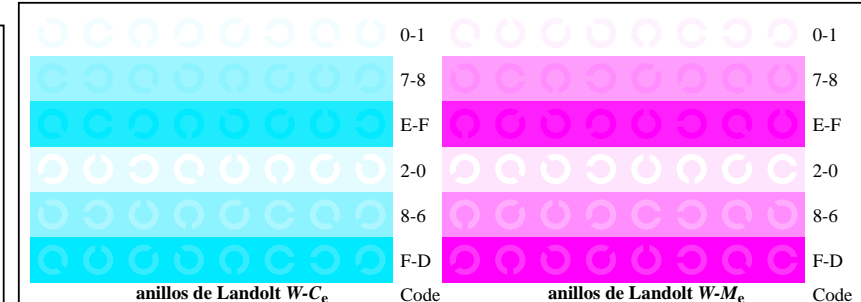 0-1 0-1
7-8 7-8
E-F E-F
2-0 2-0
8-6 8-6
F-D F-D
anillos de Landolt W-Ce Code anillos de Landolt W-Me Code